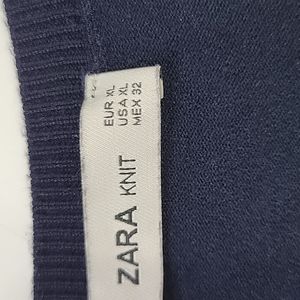 ZARA KNIT
EUR XL
USA XL
MEX 32